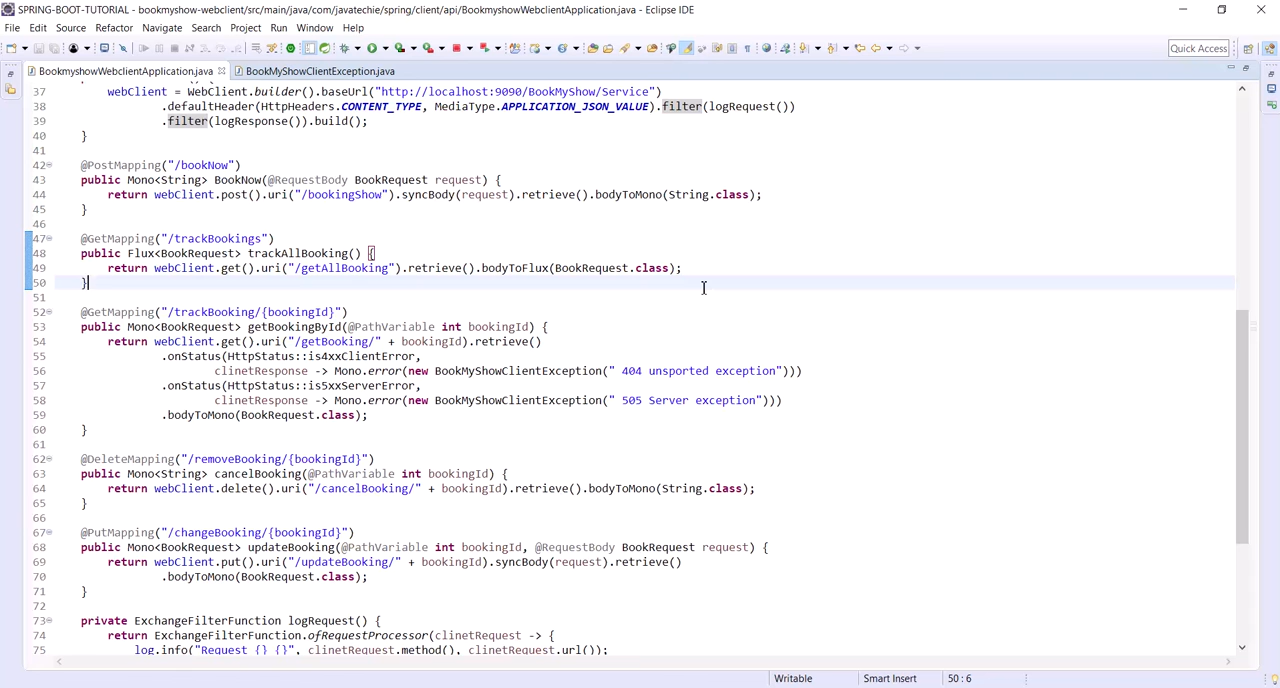 SPRING-BOOT-TUTORIAL - bookmyshow-webclient/src/main/java/com/javatechie/spring/client/api/BookmyshowWebclientApplication.java - Eclipse IDE
File Edit Source Refactor Navigate Search Project Run Window Help
Quick Access
BookmyshowWebclientApplication.java BookMyShowClientException.java
37 webClient = WebClient.builder().baseUrl("http://localhost:9090/BookMyShow/Service")
38 .defaultHeader(HttpHeaders.CONTENT_TYPE, MediaType.APPLICATION_JSON_VALUE).filter(logRequest())
39 .filter(logResponse()).build();
40 }
41
42 @PostMapping("/bookNow")
43 public Mono<String> BookNow(@RequestBody BookRequest request) {
44 return webClient.post().uri("/bookingShow").syncBody(request).retrieve().bodyToMono(String.class);
45 }
46
47 @GetMapping("/trackBookings")
48 public Flux<BookRequest> trackAllBooking() {
49 return webClient.get().uri("/getAllBooking").retrieve().bodyToFlux(BookRequest.class);
50 }
51
52 @GetMapping("/trackBooking/{bookingId}")
53 public Mono<BookRequest> getBookingById(@PathVariable int bookingId) {
54 return webClient.get().uri("/getBooking/" + bookingId).retrieve()
55 .onStatus(HttpStatus::is4xxClientError,
56 clinetResponse -> Mono.error(new BookMyShowClientException(" 404 unsported exception")))
57 .onStatus(HttpStatus::is5xxServerError,
58 clinetResponse -> Mono.error(new BookMyShowClientException(" 505 Server exception")))
59 .bodyToMono(BookRequest.class);
60 }
61
62 @DeleteMapping("/removeBooking/{bookingId}")
63 public Mono<String> cancelBooking(@PathVariable int bookingId) {
64 return webClient.delete().uri("/cancelBooking/" + bookingId).retrieve().bodyToMono(String.class);
65 }
66
67 @PutMapping("/changeBooking/{bookingId}")
68 public Mono<BookRequest> updateBooking(@PathVariable int bookingId, @RequestBody BookRequest request) {
69 return webClient.put().uri("/updateBooking/" + bookingId).syncBody(request).retrieve()
70 .bodyToMono(BookRequest.class);
71 }
72
73 private ExchangeFilterFunction logRequest() {
74 return ExchangeFilterFunction.ofRequestProcessor(clinetRequest -> {
75 log.info("Request {} {}", clinetRequest.method(), clinetRequest.url());
Writable Smart Insert 50 : 6